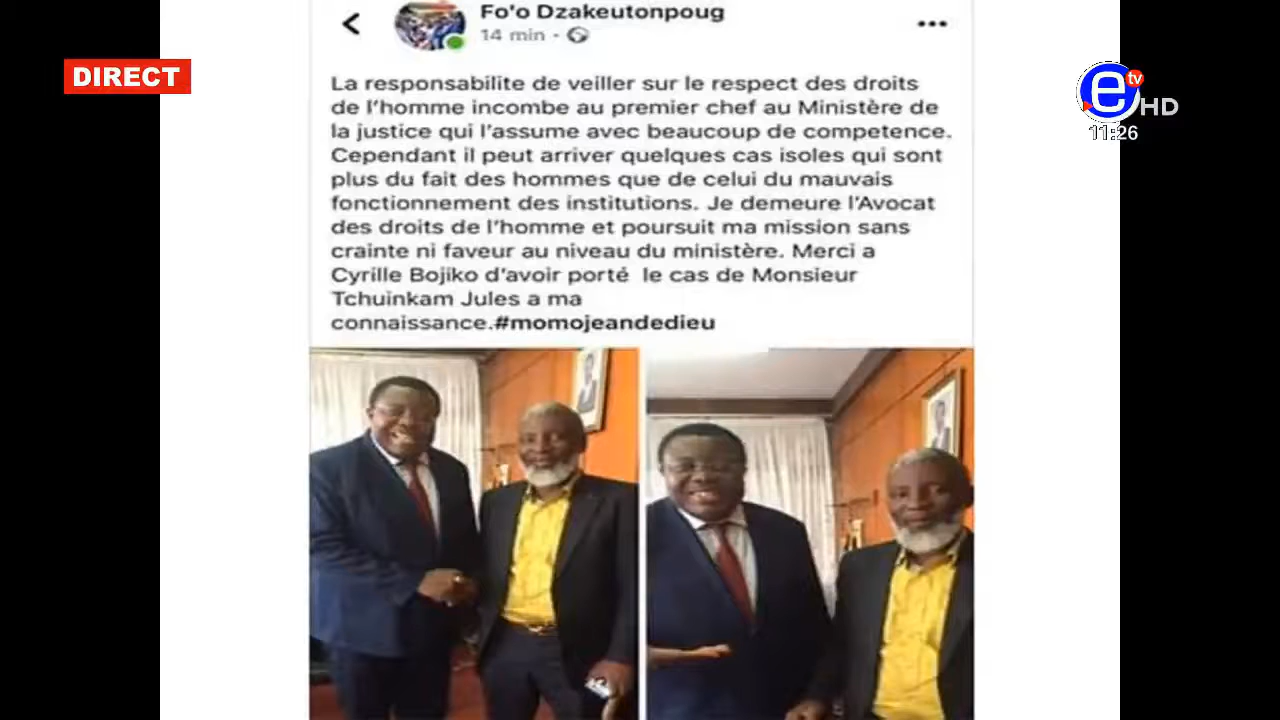 Fo'o Dzakeutonpoug
14 min
DIRECT
e tv HD
11:26
La responsabilite de veiller sur le respect des droits
de l'homme incombe au premier chef au Ministère de
la justice qui l'assume avec beaucoup de competence.
Cependant il peut arriver quelques cas isoles qui sont
plus du fait des hommes que de celui du mauvais
fonctionnement des institutions. Je demeure l'Avocat
des droits de l'homme et poursuit ma mission sans
crainte ni faveur au niveau du ministère. Merci a
Cyrille Bojiko d'avoir porté le cas de Monsieur
Tchuinkam Jules a ma
connaissance.#momojeandedieu